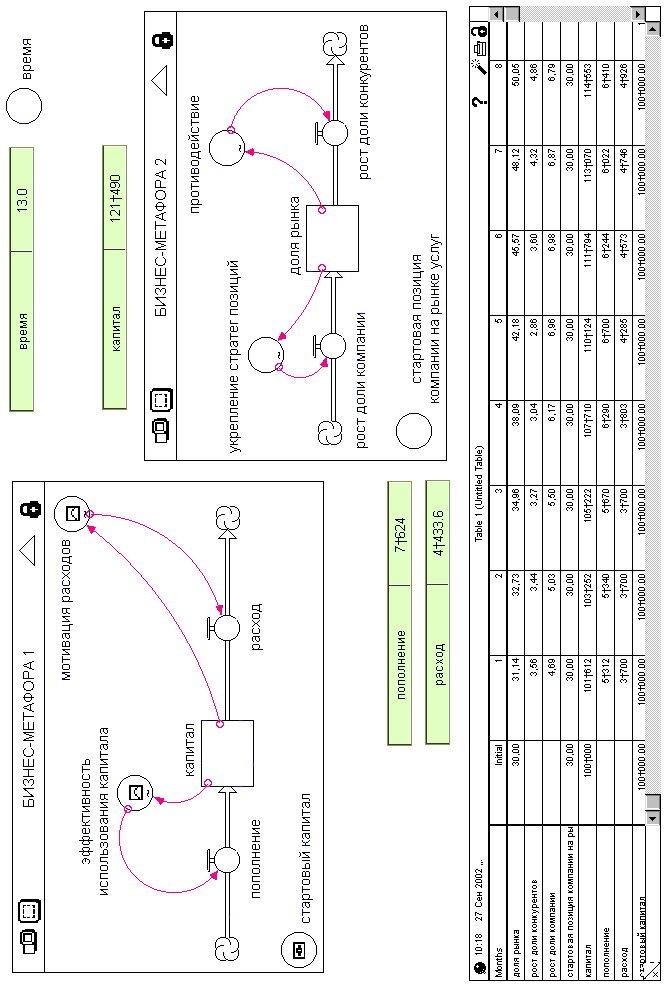 БИЗНЕС-МЕТАФОРА 1
мотивация расходов
эффективность
использования капитала
капитал
пополнение
расход
стартовый капитал
время 13.0
время
капитал 121†490
БИЗНЕС-МЕТАФОРА 2
противодействие
укрепление стратег позиций
доля рынка
рост доли компании
рост доли конкурентов
стартовая позиция
компании на рынке услуг
пополнение 7†624
расход 4†433.6
10:18 27 Сен 2002 ... Table 1 (Untitled Table) ?
Months Initial 1 2 3 4 5 6 7 8
доля рынка 30,00 31,14 32,73 34,96 38,09 42,18 45,57 48,12 50,05
рост доли конкурентов 3,56 3,44 3,27 3,04 2,86 3,60 4,32 4,86
рост доли компании 4,69 5,03 5,50 6,17 6,96 6,98 6,87 6,79
стартовая позиция компании на ры 30,00 30,00 30,00 30,00 30,00 30,00 30,00 30,00 30,00
капитал 100†000 101†612 103†252 105†222 107†710 110†124 111†794 113†070 114†553
пополнение 5†312 5†340 5†670 6†290 6†700 6†244 6†022 6†410
расход 3†700 3†700 3†700 3†803 4†285 4†573 4†746 4†926
стартовый капитал 100†000.00 100†000.00 100†000.00 100†000.00 100†000.00 100†000.00 100†000.00 100†000.00 1